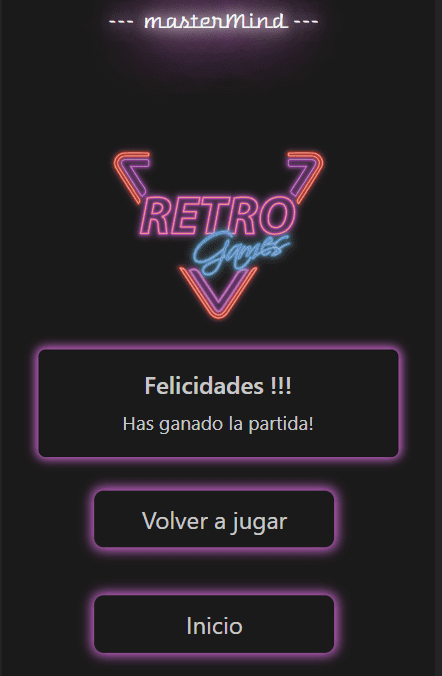 --- masterMind ---
RETRO
Games
Felicidades !!!
Has ganado la partida!
Volver a jugar
Inicio